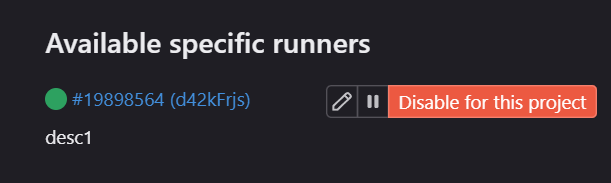 Available specific runners
#19898564 (d42kFrjs)
Disable for this project
desc1